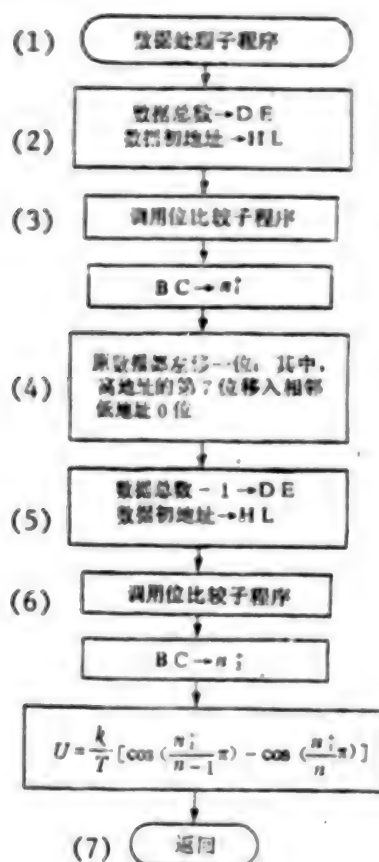 (1) 数据处理子程序
(2) 数据总数→DE
数据初地址→HL
(3) 调用位比较子程序
BC→n₁⁺
(4) 原数据都左移一位,其中,
高地址的第7位移入相邻
低地址0位
(5) 数据总数-1→DE
数据初地址→HL
(6) 调用位比较子程序
BC→n₂⁺
U=k/T[cos(n₂⁺/n-1 π)-cos(n₁⁺/n π)]
(7) 返回